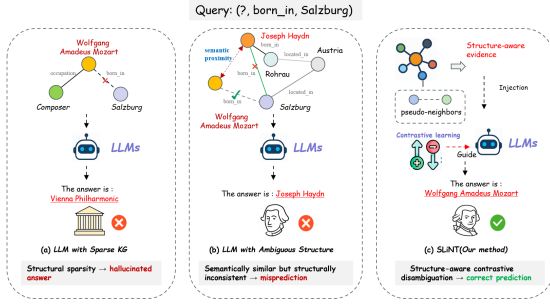 Query: (?, born_in, Salzburg)
Wolfgang
Amadeus Mozart
occupation
born_in
Composer
Salzburg
LLMs
The answer is :
Vienna Philharmonic
(a) LLM with Sparse KG
Structural sparsity → hallucinated
answer
Joseph Haydn
semantic
proximity
born_in
located_in
Austria
Rohrau
born_in
located_in
born_in
Salzburg
Wolfgang
Amadeus Mozart
LLMs
The answer is :
Joseph Haydn
(b) LLM with Ambiguous Structure
Semantically similar but structurally
inconsistent → misprediction
Structure-aware
evidence
pseudo-neighbors
Injection
Contrastive learning
LLMs
Guide
The answer is :
Wolfgang Amadeus Mozart
(c) SLiNT(Our method)
Structure-aware contrastive
disambiguation → correct prediction